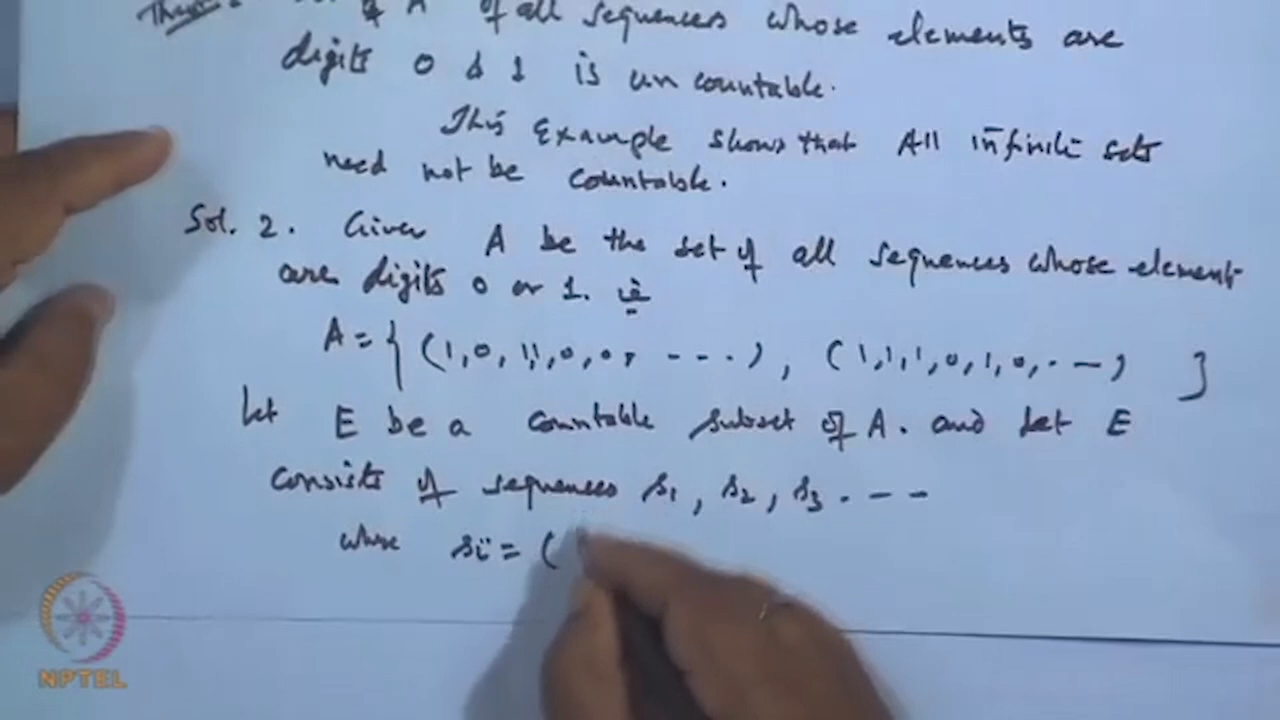 of A of all sequences whose elements are
digits 0 & 1 is uncountable.
This Example shows that All infinite sets
need not be countable.
Sol. 2. Given A be the set of all sequences whose element
are digits 0 or 1. ie
A = { (1, 0, 1, 1, 0, 0, ----), (1, 1, 1, 0, 1, 0, . --) }
Let E be a countable subset of A. and let E
consists of sequences s1, s2, s3 . ---
where si = (
NPTEL